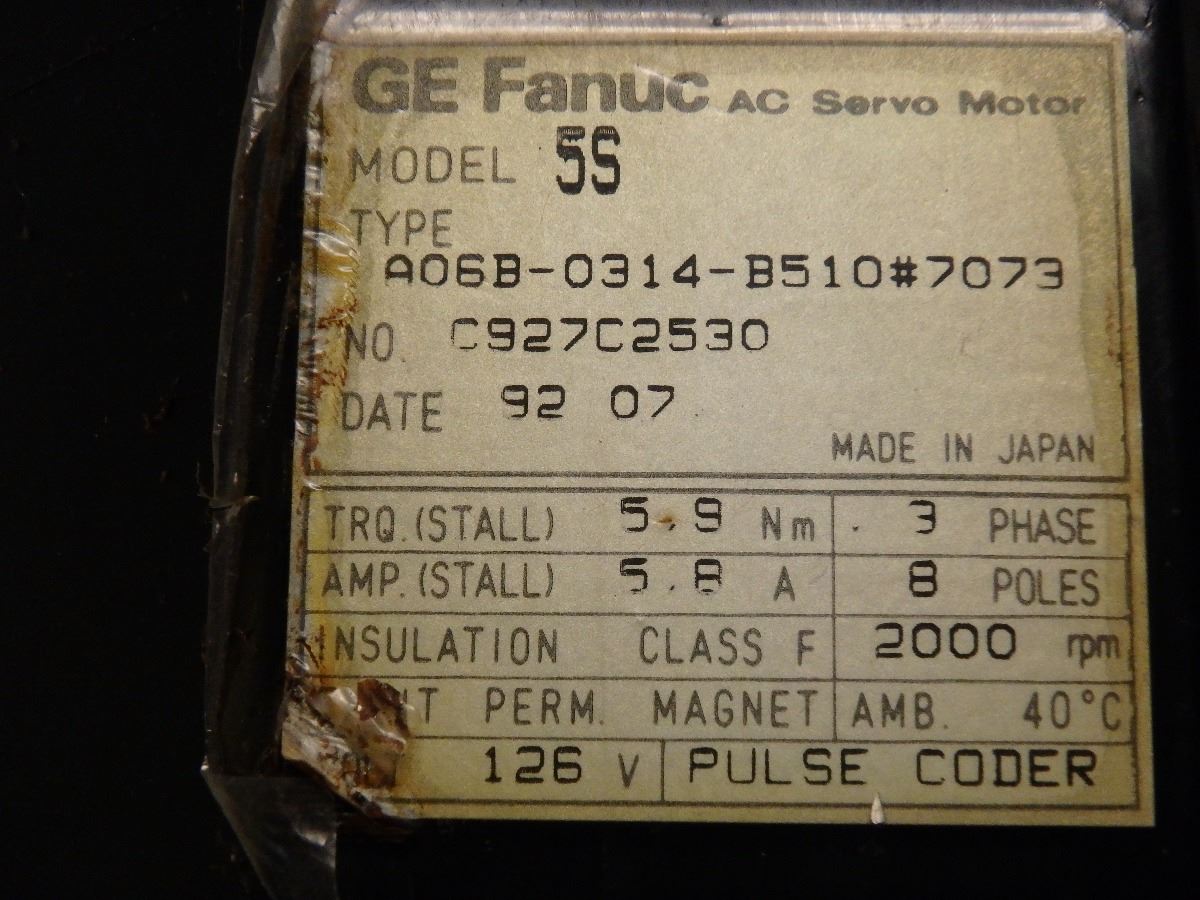 GE Fanuc AC Servo Motor
MODEL 5S
TYPE
A06B-0314-B510#7073
NO. C927C2530
DATE 92 07
MADE IN JAPAN
TRQ.(STALL) 5.9 Nm 3 PHASE
AMP.(STALL) 5.8 A 8 POLES
INSULATION CLASS F 2000 rpm
PERM. MAGNET AMB. 40°C
126 V PULSE CODER